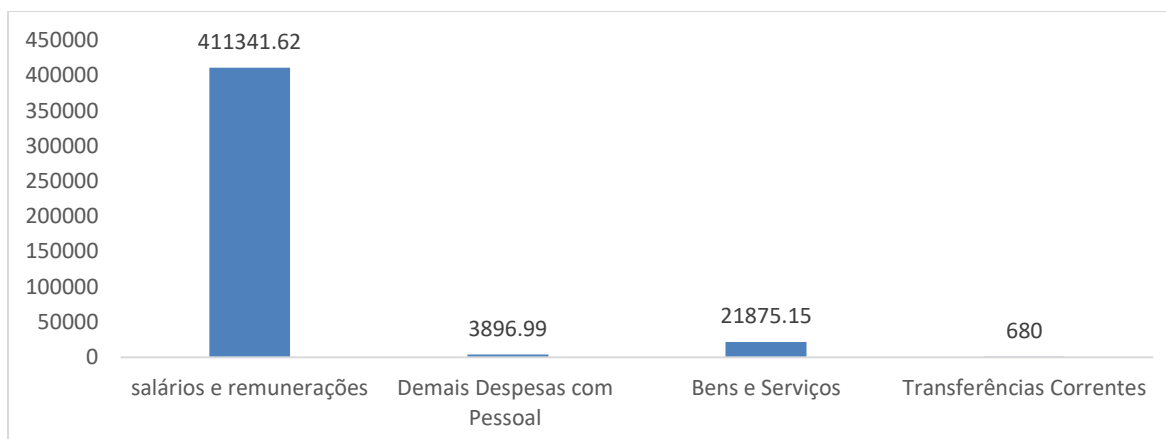 450000
400000
350000
300000
250000
200000
150000
100000
50000
0
411341.62
3896.99
21875.15
680
salários e remunerações
Demais Despesas com
Pessoal
Bens e Serviços
Transferências Correntes